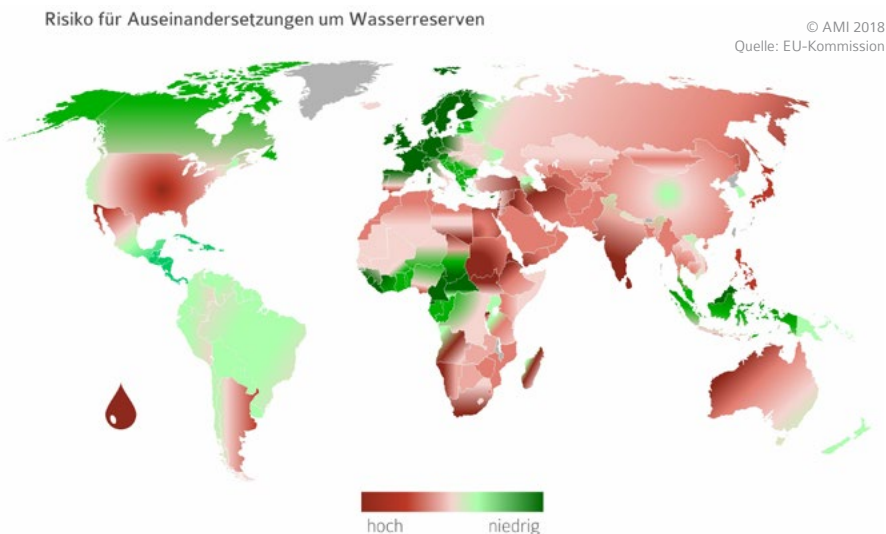 Risiko für Auseinandersetzungen um Wasserreserven
© AMI 2018
Quelle: EU-Kommission
hoch niedrig